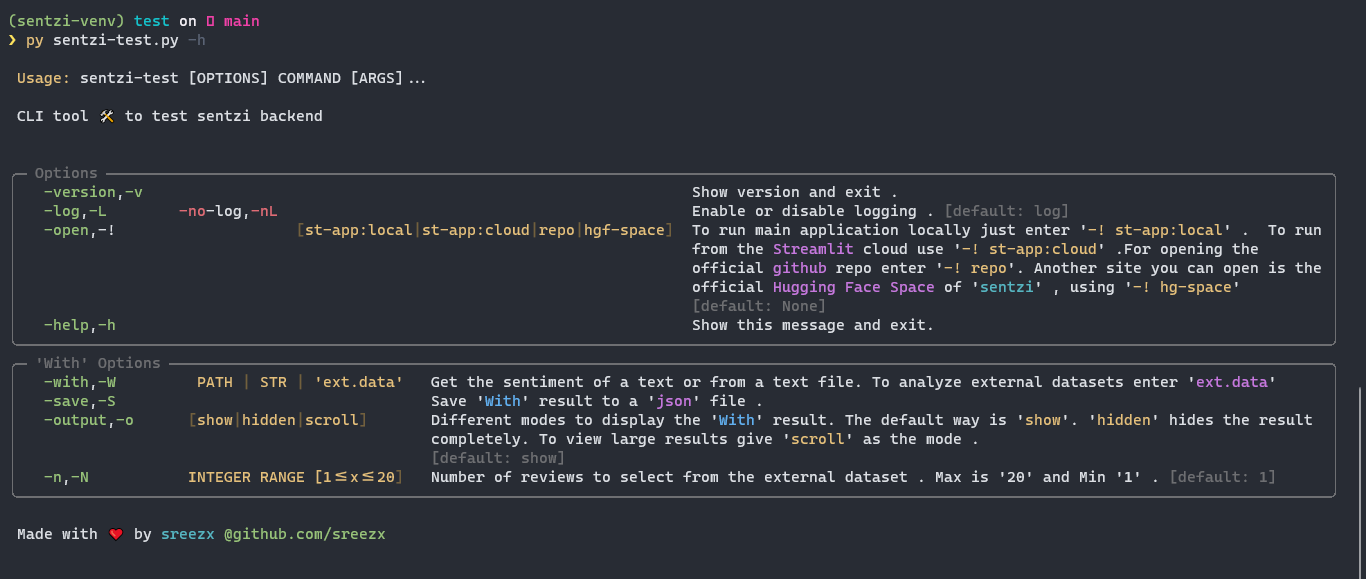 (sentzi-venv) test on main
❯ py sentzi-test.py -h
Usage: sentzi-test [OPTIONS] COMMAND [ARGS]...
CLI tool 🛠 to test sentzi backend
Options
-version,-v Show version and exit .
-log,-L -no-log,-nL Enable or disable logging . [default: log]
-open,-! [st-app:local|st-app:cloud|repo|hgf-space] To run main application locally just enter '-! st-app:local' . To run
from the Streamlit cloud use '-! st-app:cloud' .For opening the
official github repo enter '-! repo'. Another site you can open is the
official Hugging Face Space of 'sentzi' , using '-! hg-space'
[default: None]
-help,-h Show this message and exit.
'With' Options
-with,-W PATH | STR | 'ext.data' Get the sentiment of a text or from a text file. To analyze external datasets enter 'ext.data'
-save,-S Save 'With' result to a 'json' file .
-output,-o [show|hidden|scroll] Different modes to display the 'With' result. The default way is 'show'. 'hidden' hides the result
completely. To view large results give 'scroll' as the mode .
[default: show]
-n,-N INTEGER RANGE [1≤x≤20] Number of reviews to select from the external dataset . Max is '20' and Min '1' . [default: 1]
Made with ❤ by sreezx @github.com/sreezx